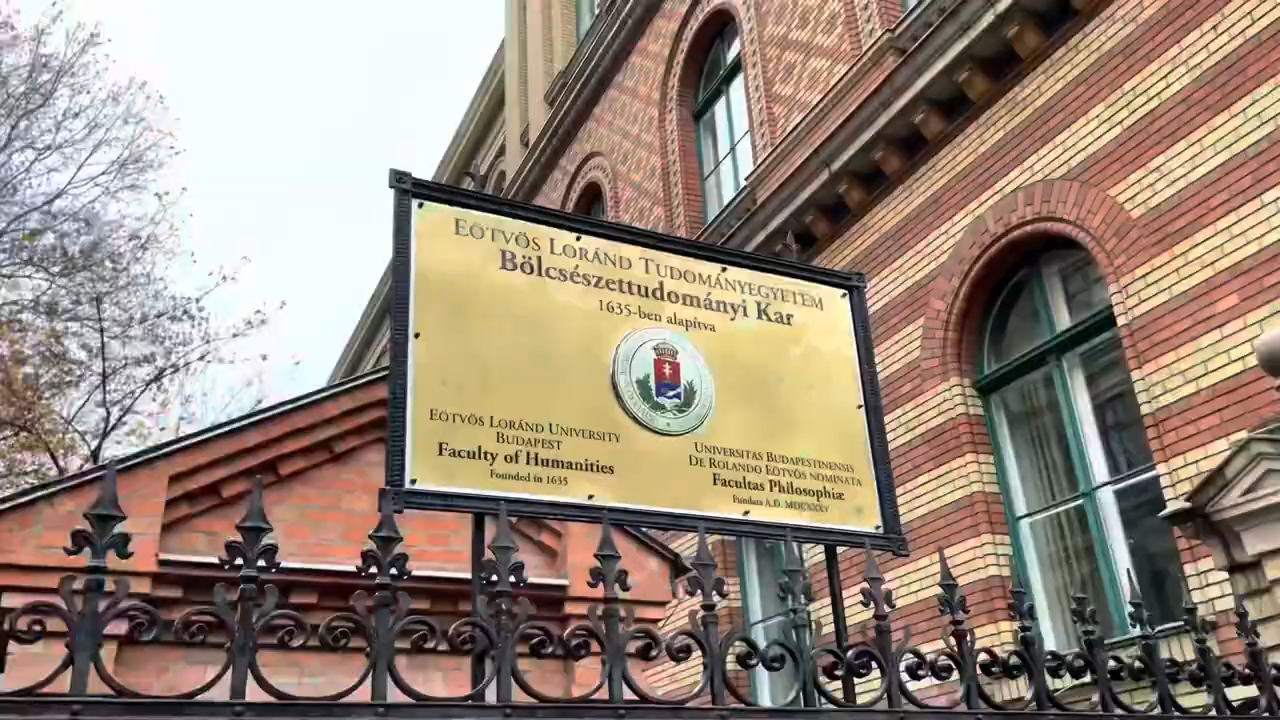 EÖTVÖS LORÁND TUDOMÁNYEGYETEM
Bölcsészettudományi Kar
1635-ben alapítva
EÖTVÖS LORÁND UNIVERSITY
BUDAPEST
Faculty of Humanities
Founded in 1635
UNIVERSITAS BUDAPESTINENSIS
DE ROLANDO EÖTVÖS NOMINATA
Facultas Philosophiæ
Fundata A.D. MDCXXXV